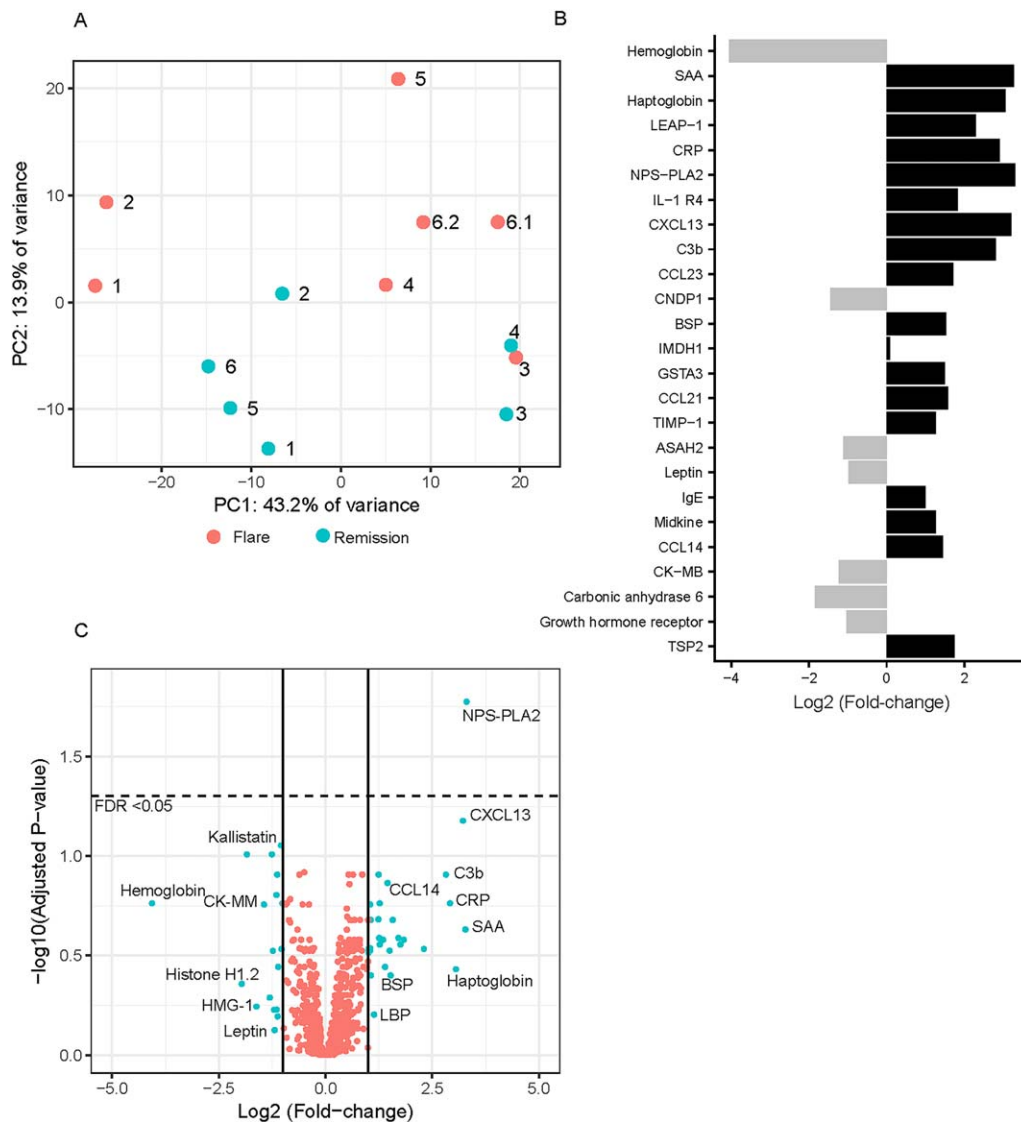 A
PC2: 13.9% of variance
20
10
0
−10
5
2
6.2
6.1
1
4
2
4
3
6
5
3
1
−20
−10
0
10
20
PC1: 43.2% of variance
Flare
Remission
B
Hemoglobin
SAA
Haptoglobin
LEAP−1
CRP
NPS−PLA2
IL−1 R4
CXCL13
C3b
CCL23
CNDP1
BSP
IMDH1
GSTA3
CCL21
TIMP−1
ASAH2
Leptin
IgE
Midkine
CCL14
CK−MB
Carbonic anhydrase 6
Growth hormone receptor
TSP2
−4
−2
0
2
Log2 (Fold-change)
C
−log10(Adjusted P−value)
1.5
1.0
0.5
0.0
NPS−PLA2
FDR <0.05
CXCL13
Kallistatin
C3b
CCL14
Hemoglobin
CK−MM
CRP
SAA
Histone H1.2
BSP
Haptoglobin
HMG−1
LBP
Leptin
−5.0
−2.5
0.0
2.5
5.0
Log2 (Fold−change)